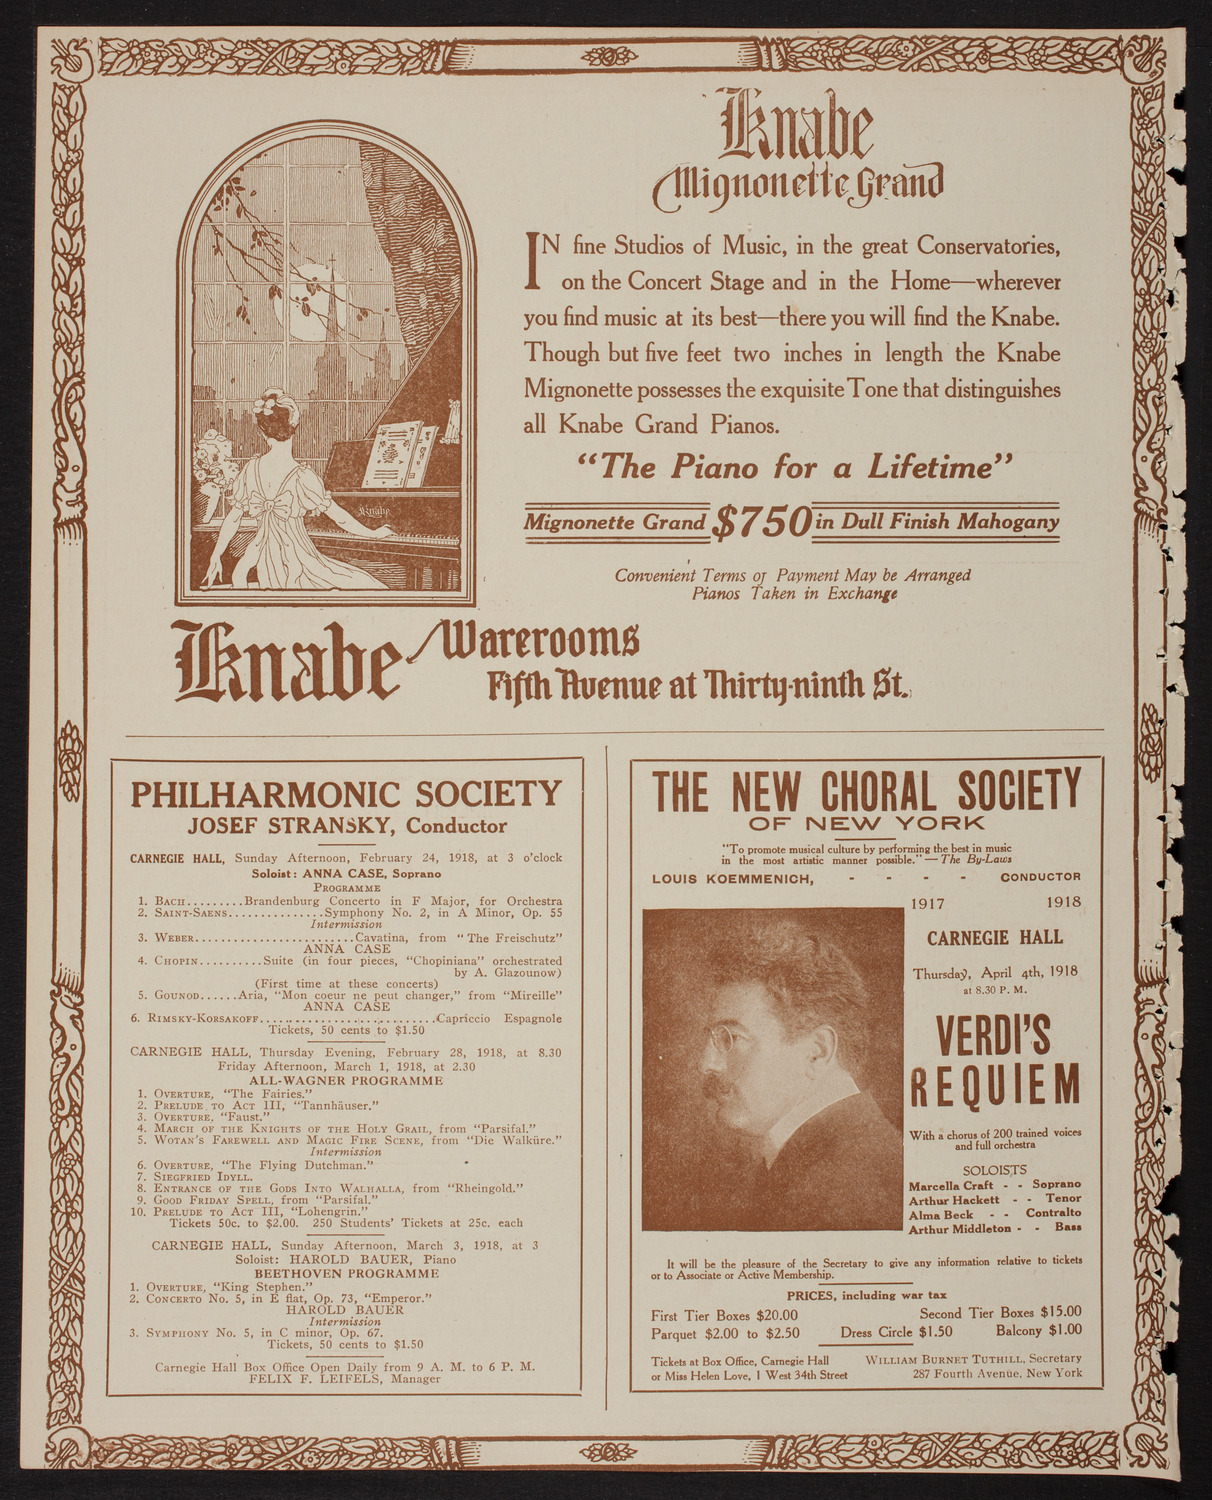 Knabe
Mignonette Grand
IN fine Studios of Music, in the great Conservatories,
on the Concert Stage and in the Home—wherever
you find music at its best—there you will find the Knabe.
Though but five feet two inches in length the Knabe
Mignonette possesses the exquisite Tone that distinguishes
all Knabe Grand Pianos.
“The Piano for a Lifetime”
Mignonette Grand $750 in Dull Finish Mahogany
Convenient Terms of Payment May be Arranged
Pianos Taken in Exchange
Knabe
Knabe Warerooms
Fifth Avenue at Thirty-ninth St.
PHILHARMONIC SOCIETY
JOSEF STRANSKY, Conductor
CARNEGIE HALL, Sunday Afternoon, February 24, 1918, at 3 o'clock
Soloist: ANNA CASE, Soprano
PROGRAMME
1. BACH.........Brandenburg Concerto in F Major, for Orchestra
2. SAINT-SAENS...............Symphony No. 2, in A Minor, Op. 55
Intermission
3. WEBER.........................Cavatina, from “The Freischutz”
ANNA CASE
4. CHOPIN..........Suite (in four pieces, “Chopiniana” orchestrated
by A. Glazounow)
(First time at these concerts)
5. GOUNOD......Aria, “Mon coeur ne peut changer,” from “Mireille”
ANNA CASE
6. RIMSKY-KORSAKOFF............................Capriccio Espagnole
Tickets, 50 cents to $1.50
CARNEGIE HALL, Thursday Evening, February 28, 1918, at 8.30
Friday Afternoon, March 1, 1918, at 2.30
ALL-WAGNER PROGRAMME
1. OVERTURE, “The Fairies.”
2. PRELUDE TO ACT III, “Tannhäuser.”
3. OVERTURE, “Faust.”
4. MARCH OF THE KNIGHTS OF THE HOLY GRAIL, from “Parsifal.”
5. WOTAN'S FAREWELL AND MAGIC FIRE SCENE, from “Die Walküre.”
Intermission
6. OVERTURE, “The Flying Dutchman.”
7. SIEGFRIED IDYLL.
8. ENTRANCE OF THE GODS INTO WALHALLA, from “Rheingold.”
9. GOOD FRIDAY SPELL, from “Parsifal.”
10. PRELUDE TO ACT III, “Lohengrin.”
Tickets 50c. to $2.00. 250 Students' Tickets at 25c. each
CARNEGIE HALL, Sunday Afternoon, March 3, 1918, at 3
Soloist: HAROLD BAUER, Piano
BEETHOVEN PROGRAMME
1. OVERTURE, “King Stephen.”
2. CONCERTO No. 5, in E flat, Op. 73, “Emperor.”
HAROLD BAUER
Intermission
3. SYMPHONY No. 5, in C minor, Op. 67.
Tickets, 50 cents to $1.50
Carnegie Hall Box Office Open Daily from 9 A. M. to 6 P. M.
FELIX F. LEIFELS, Manager
THE NEW CHORAL SOCIETY
OF NEW YORK
“To promote musical culture by performing the best in music
in the most artistic manner possible.”—The By-Laws
LOUIS KOEMMENICH, - - - - CONDUCTOR
1917 1918
CARNEGIE HALL
Thursday, April 4th, 1918
at 8.30 P. M.
VERDI'S
REQUIEM
With a chorus of 200 trained voices
and full orchestra
SOLOISTS
Marcella Craft - - Soprano
Arthur Hackett - - Tenor
Alma Beck - - Contralto
Arthur Middleton - - Bass
It will be the pleasure of the Secretary to give any information relative to tickets
or to Associate or Active Membership.
PRICES, including war tax
First Tier Boxes $20.00 Second Tier Boxes $15.00
Parquet $2.00 to $2.50 Dress Circle $1.50 Balcony $1.00
Tickets at Box Office, Carnegie Hall
or Miss Helen Love, 1 West 34th Street
WILLIAM BURNET TUTHILL, Secretary
287 Fourth Avenue, New York